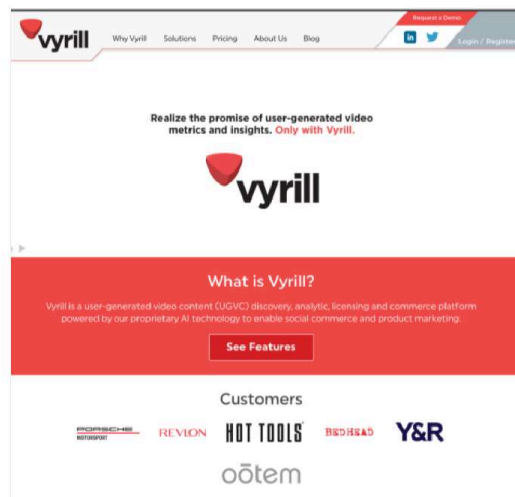 Request a Demo
vyrill
Why Vyrill Solutions Pricing About Us Blog
in
Login / Register
Realize the promise of user-generated video
metrics and insights. Only with Vyrill.
vyrill
What is Vyrill?
Vyrill is a user-generated video content (UGVC) discovery, analytic, licensing and commerce platform
powered by our proprietary AI technology to enable social commerce and product marketing.
See Features
Customers
PORSCHE
MOTORSPORT
REVLON
HOT TOOLS
BEDHEAD
Y&R
oōtem